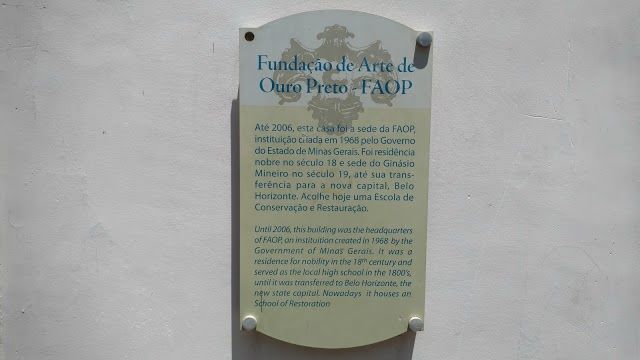 Fundação de Arte de
Ouro Preto - FAOP
Até 2006, esta casa foi a sede da FAOP,
instituição criada em 1968 pelo Governo
do Estado de Minas Gerais. Foi residência
nobre no século 18 e sede do Ginásio
Mineiro no século 19, até sua trans-
ferência para a nova capital, Belo
Horizonte. Acolhe hoje uma Escola de
Conservação e Restauração.
Until 2006, this building was the headquarters
of FAOP, an instituition created in 1968 by the
Government of Minas Gerais. It was a
residence for nobility in the 18th century and
served as the local high school in the 1800's,
until it was transferred to Belo Horizonte, the
new state capital. Nowadays it houses an
School of Restoration